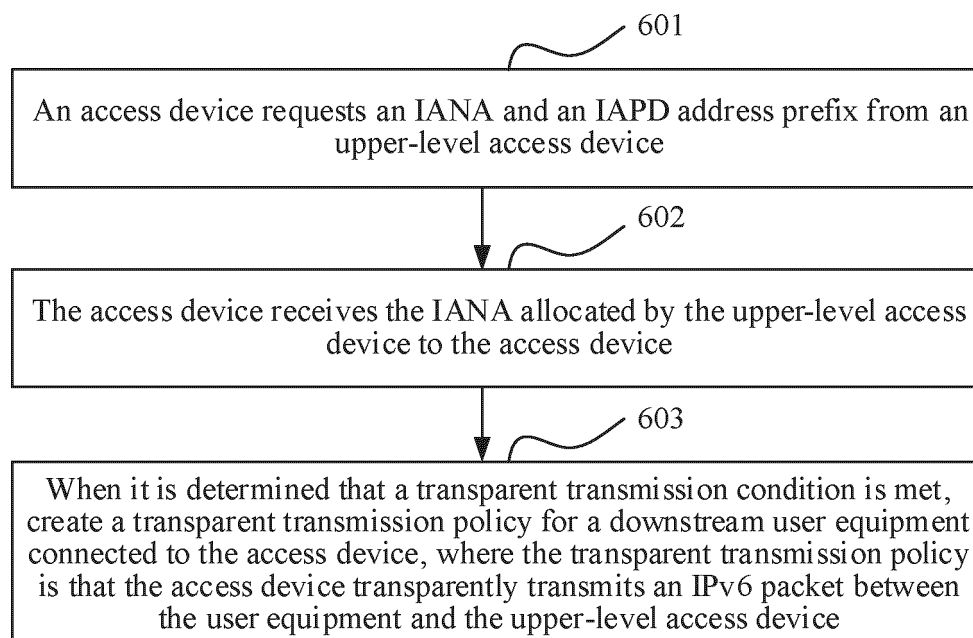 601
An access device requests an IANA and an IAPD address prefix from an
upper-level access device
602
The access device receives the IANA allocated by the upper-level access
device to the access device
603
When it is determined that a transparent transmission condition is met,
create a transparent transmission policy for a downstream user equipment
connected to the access device, where the transparent transmission policy
is that the access device transparently transmits an IPv6 packet between
the user equipment and the upper-level access device